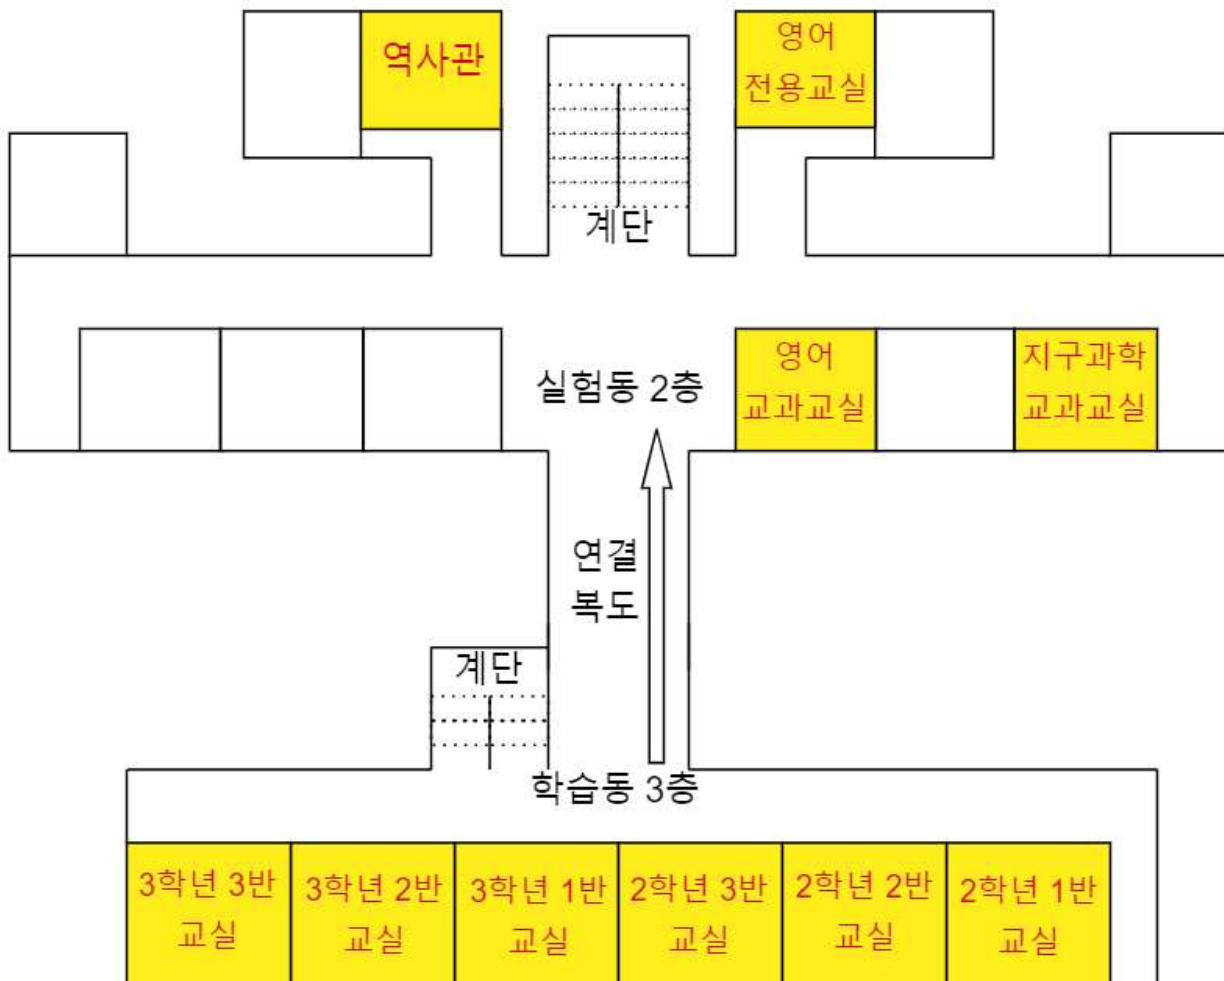 역사관
영어
전용교실
계단
실험동 2층
영어
교과교실
지구과학
교과교실
연결
복도
계단
학습동 3층
3학년 3반
교실
3학년 2반
교실
3학년 1반
교실
2학년 3반
교실
2학년 2반
교실
2학년 1반
교실